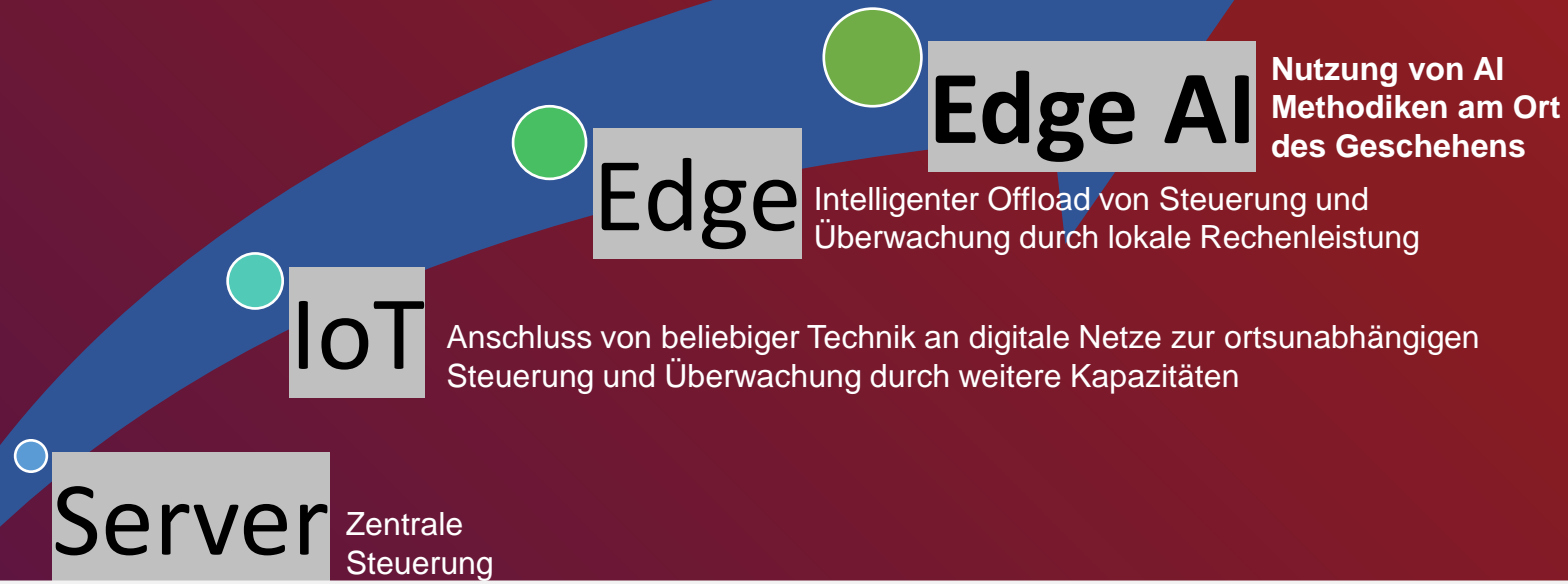 Edge AI
Nutzung von AI
Methodiken am Ort
des Geschehens
Edge
Intelligenter Offload von Steuerung und
Überwachung durch lokale Rechenleistung
IoT
Anschluss von beliebiger Technik an digitale Netze zur ortsunabhängigen
Steuerung und Überwachung durch weitere Kapazitäten
Server
Zentrale
Steuerung